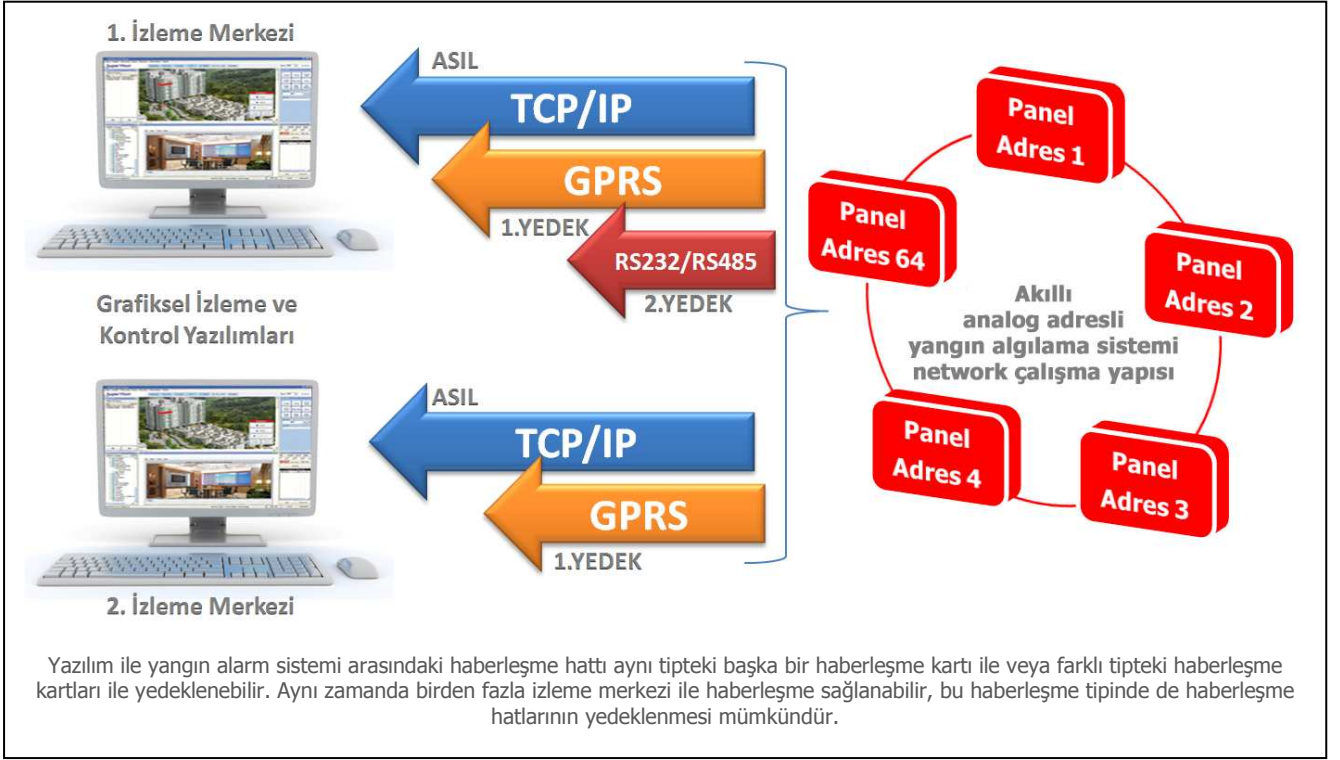 1. İzleme Merkezi
ASIL
TCP/IP
GPRS
1.YEDEK
RS232/RS485
2.YEDEK
Grafiksel İzleme ve
Kontrol Yazılımları
ASIL
TCP/IP
GPRS
1.YEDEK
2. İzleme Merkezi
Panel
Adres 1
Panel
Adres 64
Panel
Adres 2
Akıllı
analog adresli
yangın algılama sistemi
network çalışma yapısı
Panel
Adres 4
Panel
Adres 3
Yazılım ile yangın alarm sistemi arasındaki haberleşme hattı aynı tipteki başka bir haberleşme kartı ile veya farklı tipteki haberleşme
kartları ile yedeklenebilir. Aynı zamanda birden fazla izleme merkezi ile haberleşme sağlanabilir, bu haberleşme tipinde de haberleşme
hatlarının yedeklenmesi mümkündür.